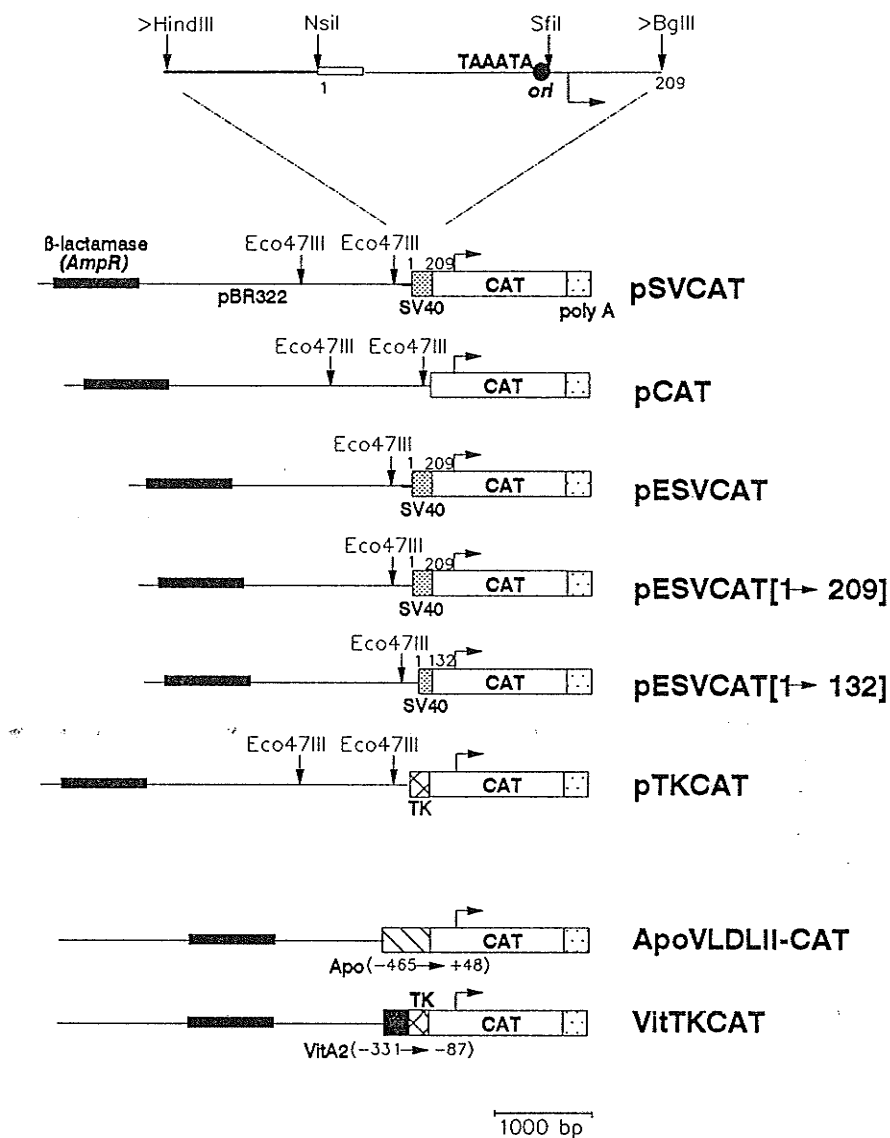 >HindIII NsiI SfiI >BglII
TAAATA
1 ori 209
β-lactamase
(AmpR) Eco47III Eco47III 1 209
pBR322 SV40 CAT poly A pSVCAT
Eco47III Eco47III
CAT pCAT
Eco47III 1 209
SV40 CAT pESVCAT
Eco47III 1 209
SV40 CAT pESVCAT[1→ 209]
Eco47III 1 132
SV40 CAT pESVCAT[1→ 132]
Eco47III Eco47III
TK CAT pTKCAT
CAT ApoVLDLII-CAT
Apo(-465→ +48)
TK
CAT VitTKCAT
VitA2(-331→ -87)
1000 bp